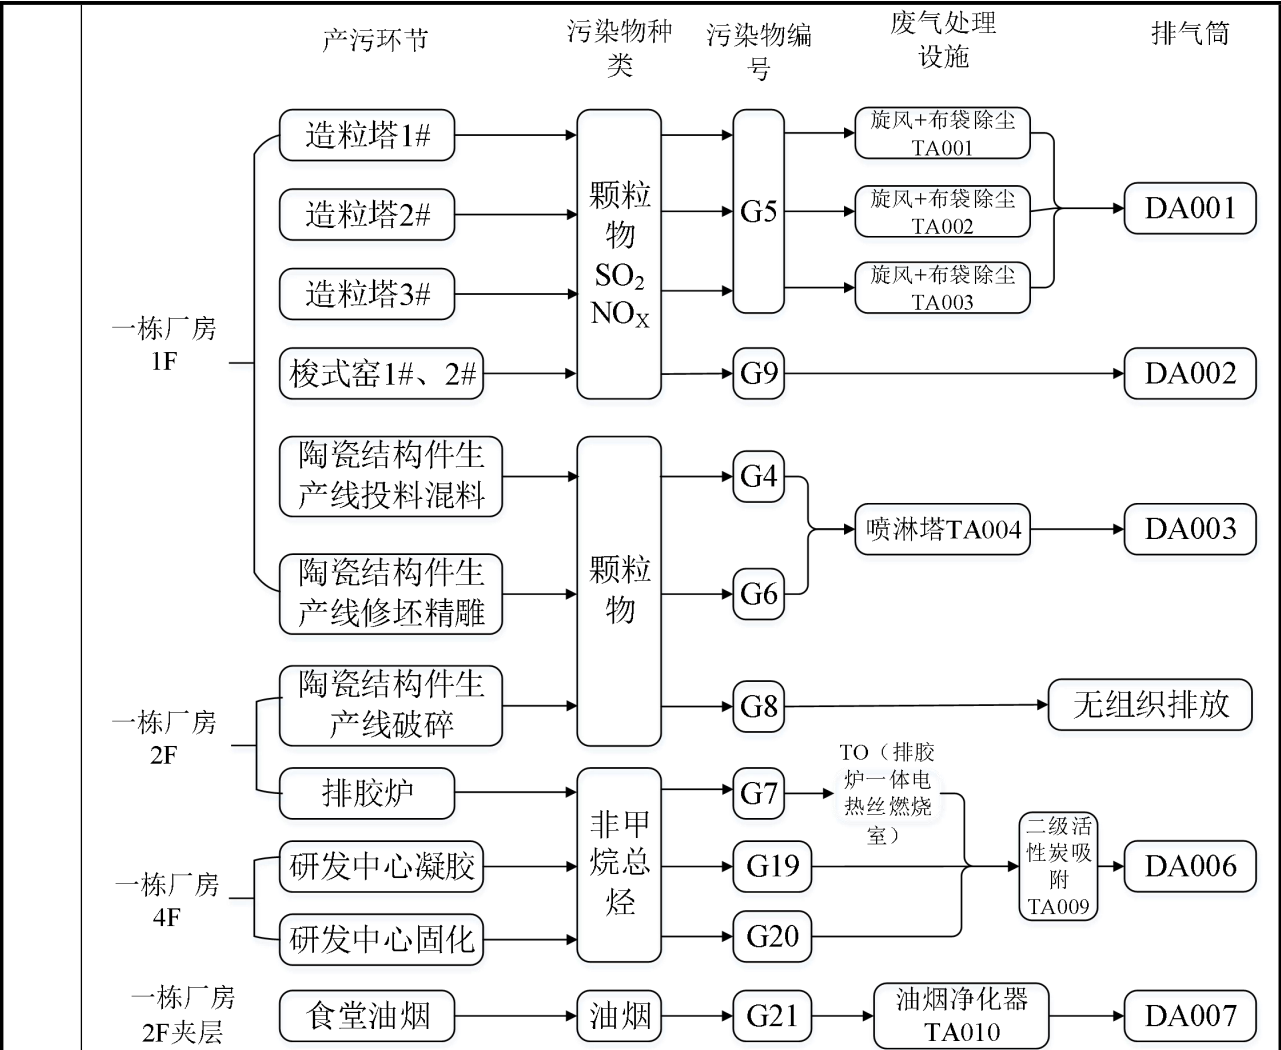 产污环节
污染物种
类
污染物编
号
废气处理
设施
排气筒
一栋厂房
1F
造粒塔1#
造粒塔2#
造粒塔3#
梭式窑1#、2#
颗粒
物
SO₂
NOX
G5
G9
旋风+布袋除尘
TA001
旋风+布袋除尘
TA002
旋风+布袋除尘
TA003
DA001
DA002
陶瓷结构件生
产线投料混料
陶瓷结构件生
产线修坯精雕
颗粒
物
G4
G6
喷淋塔TA004
DA003
一栋厂房
2F
陶瓷结构件生
产线破碎
G8
无组织排放
排胶炉
非甲
烷总
烃
G7
TO（排胶
炉一体电
热丝燃烧
室）
一栋厂房
4F
研发中心凝胶
研发中心固化
G19
G20
二级活
性炭吸
附
TA009
DA006
一栋厂房
2F夹层
食堂油烟
油烟
G21
油烟净化器
TA010
DA007